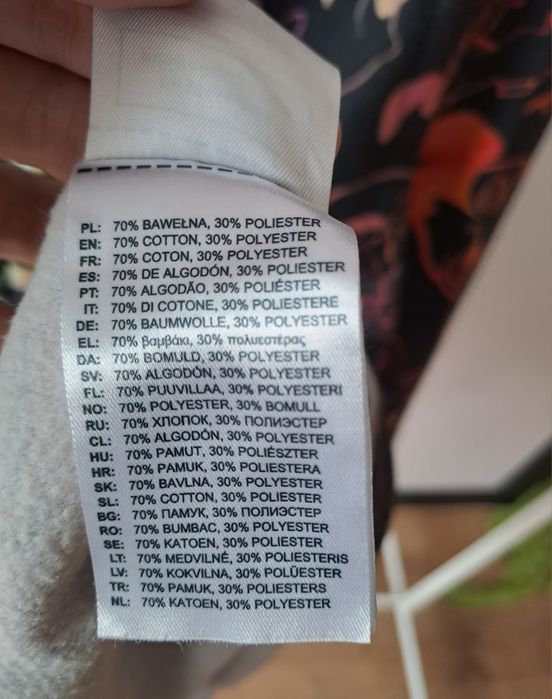 PL: 70% BAWEŁNA, 30% POLIESTER
EN: 70% COTTON, 30% POLYESTER
FR: 70% COTON, 30% POLYESTER
ES: 70% DE ALGODÓN, 30% POLIESTER
PT: 70% ALGODÃO, 30% POLIÉSTER
IT: 70% DI COTONE, 30% POLIESTERE
DE: 70% BAUMWOLLE, 30% POLYESTER
EL: 70% βαμβάκι, 30% πολυεστέρας
DA: 70% BOMULD, 30% POLYESTER
SV: 70% ALGODÓN, 30% POLYESTER
FL: 70% PUUVILLAA, 30% POLYESTERI
NO: 70% POLYESTER, 30% BOMULL
RU: 70% ХЛОПОК, 30% ПОЛИЭСТЕР
CL: 70% ALGODÓN, 30% POLYESTER
HU: 70% PAMUT, 30% POLIÉSZTER
HR: 70% PAMUK, 30% POLIESTERA
SK: 70% BAVLNA, 30% POLYESTER
SL: 70% COTTON, 30% POLYESTER
BG: 70% ПАМУК, 30% ПОЛИЭСТЕР
RO: 70% BUMBAC, 30% POLYESTER
SE: 70% KATOEN, 30% POLYESTER
LT: 70% MEDVILNĖ, 30% POLIESTERIS
LV: 70% KOKVILNA, 30% POLÜESTER
TR: 70% PAMUK, 30% POLIESTERS
NL: 70% KATOEN, 30% POLYESTER